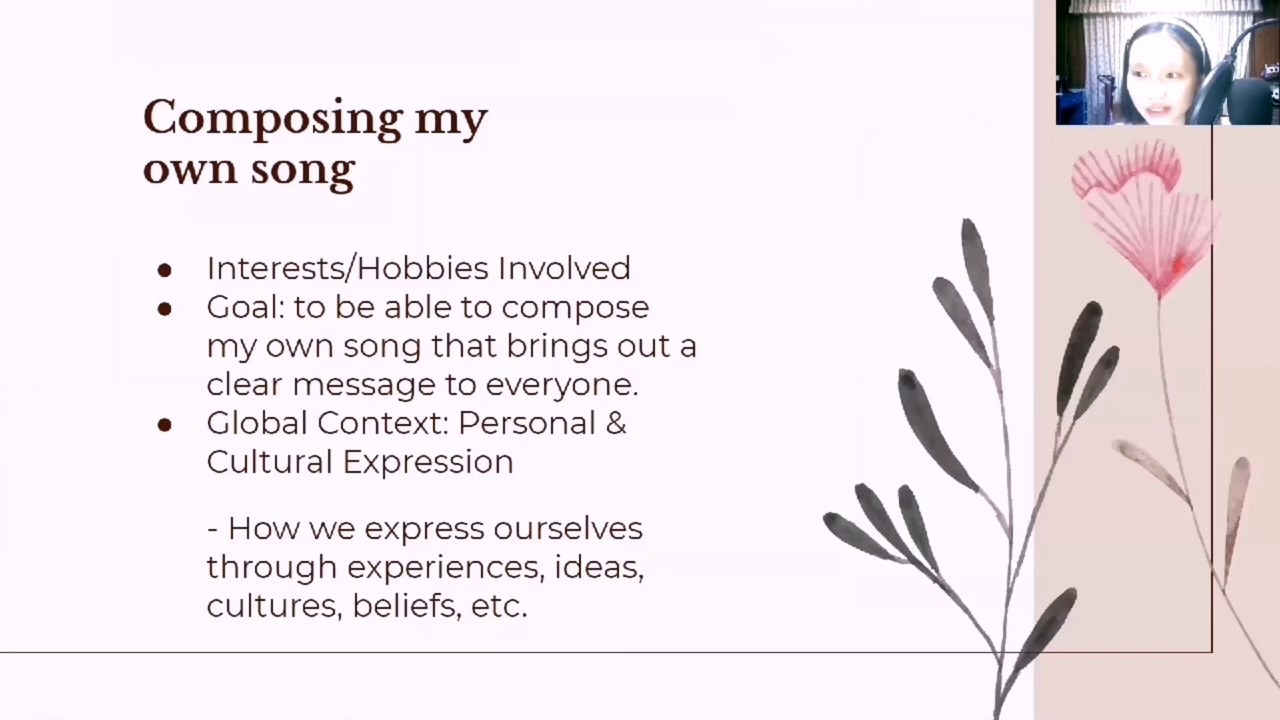 Composing my
own song
● Interests/Hobbies Involved
● Goal: to be able to compose
my own song that brings out a
clear message to everyone.
● Global Context: Personal &
Cultural Expression
- How we express ourselves
through experiences, ideas,
cultures, beliefs, etc.